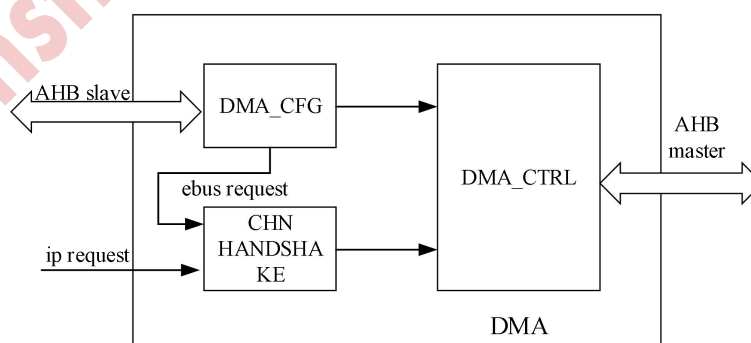 AHB slave
DMA_CFG
AHB
master
DMA_CTRL
ebus request
CHN
HANDSHA
KE
ip request
DMA